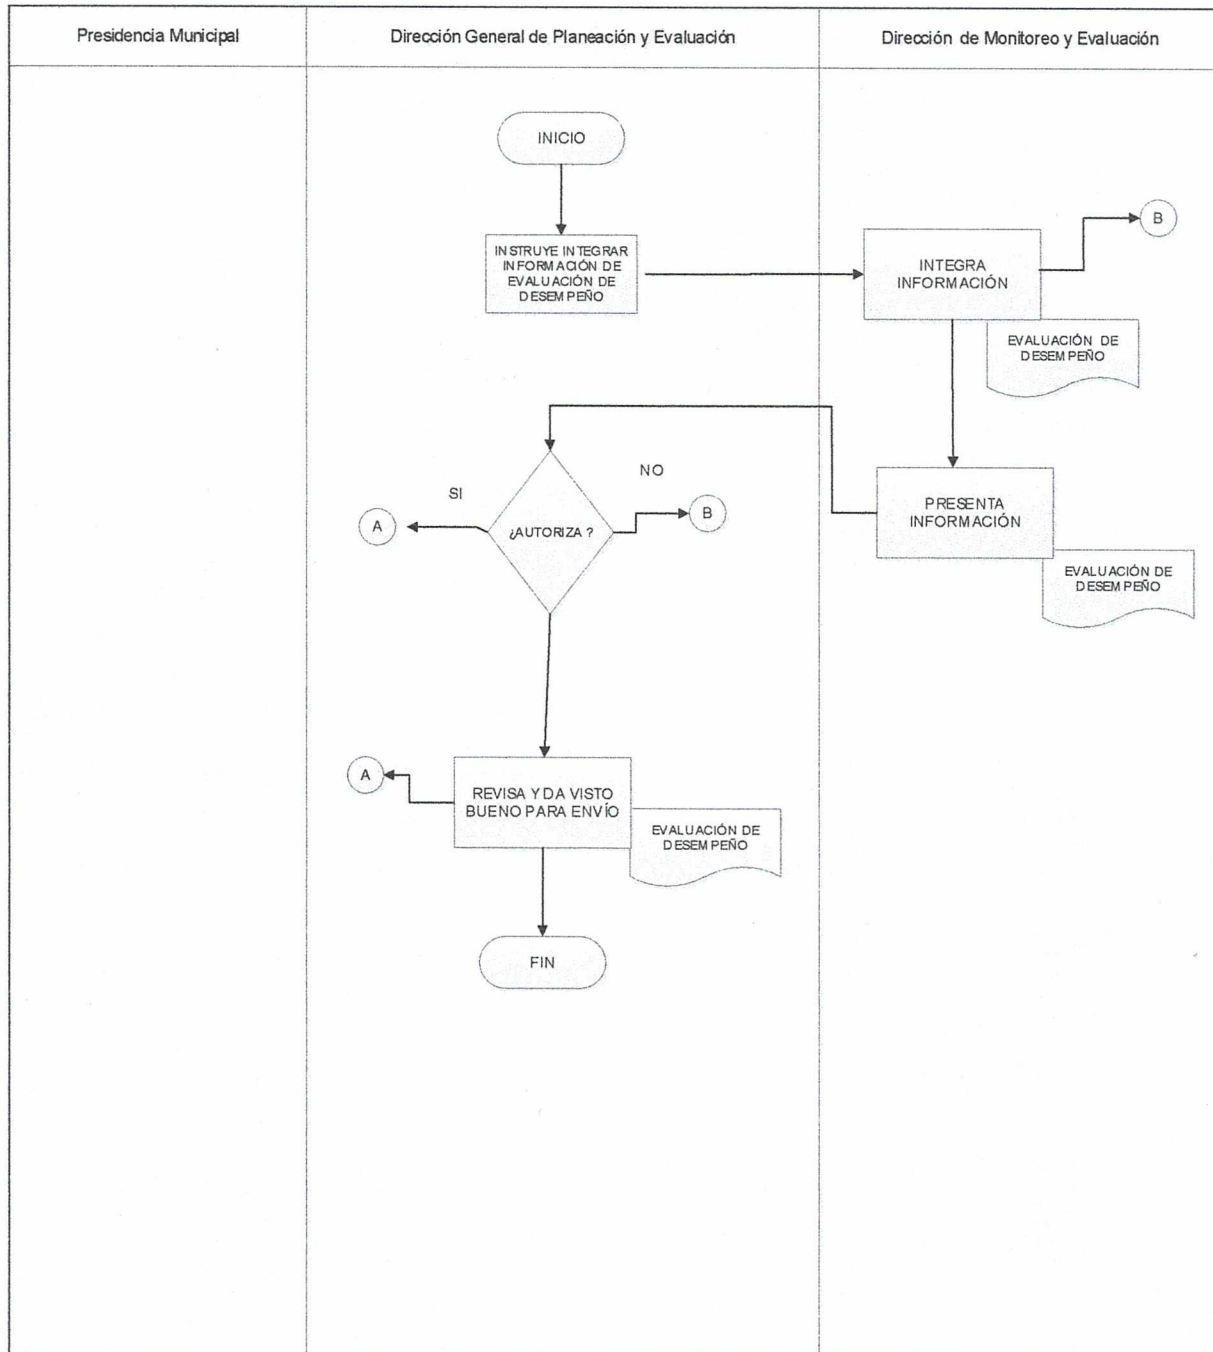 Presidencia Municipal
Dirección General de Planeación y Evaluación
Dirección de Monitoreo y Evaluación
INICIO
INSTRUYE INTEGRAR
INFORMACIÓN DE
EVALUACIÓN DE
DESEMPEÑO
INTEGRA
INFORMACIÓN
B
EVALUACIÓN DE
DESEMPEÑO
SI
NO
A
¿AUTORIZA ?
B
PRESENTA
INFORMACIÓN
EVALUACIÓN DE
DESEMPEÑO
A
REVISA Y DA VISTO
BUENO PARA ENVÍO
EVALUACIÓN DE
DESEMPEÑO
FIN